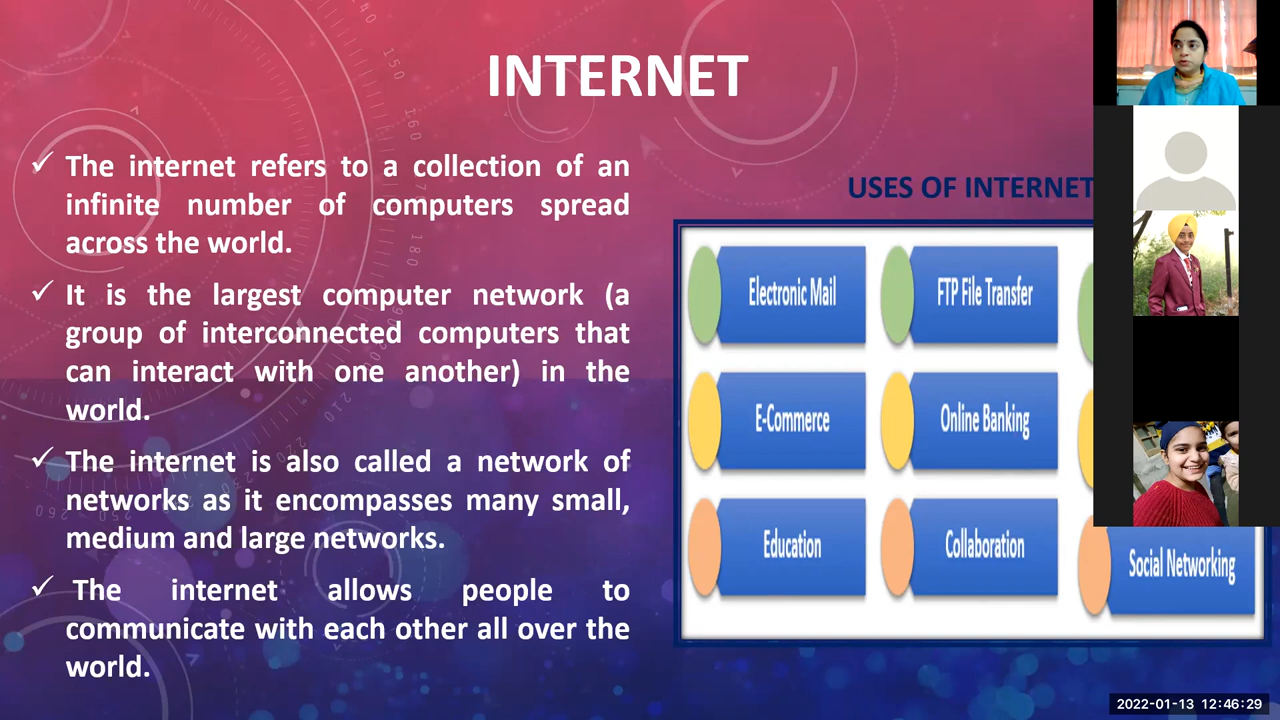 INTERNET
✓ The internet refers to a collection of an
infinite number of computers spread
across the world.
✓ It is the largest computer network (a
group of interconnected computers that
can interact with one another) in the
world.
✓ The internet is also called a network of
networks as it encompasses many small,
medium and large networks.
✓ The internet allows people to
communicate with each other all over the
world.
USES OF INTERNET
Electronic Mail
FTP File Transfer
E-Commerce
Online Banking
Education
Collaboration
Social Networking
2022-01-13 12:46:29